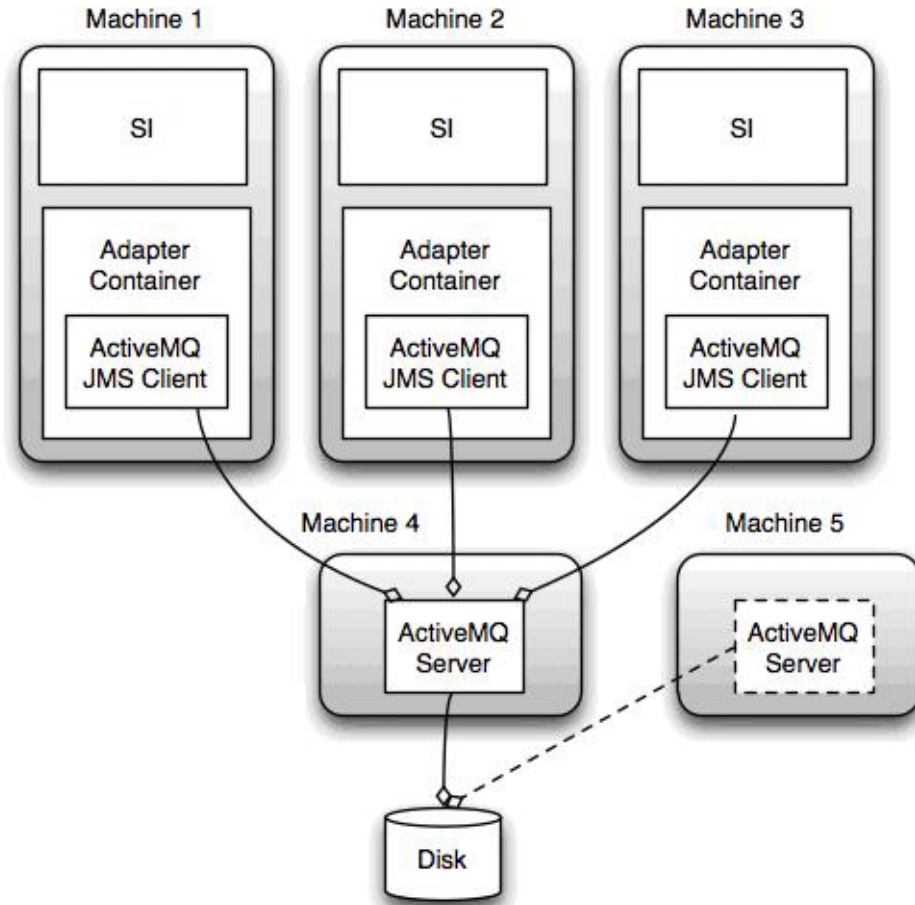 Machine 1
Machine 2
Machine 3
SI
SI
SI
Adapter
Container
Adapter
Container
Adapter
Container
ActiveMQ
JMS Client
ActiveMQ
JMS Client
ActiveMQ
JMS Client
Machine 4
Machine 5
ActiveMQ
Server
ActiveMQ
Server
Disk